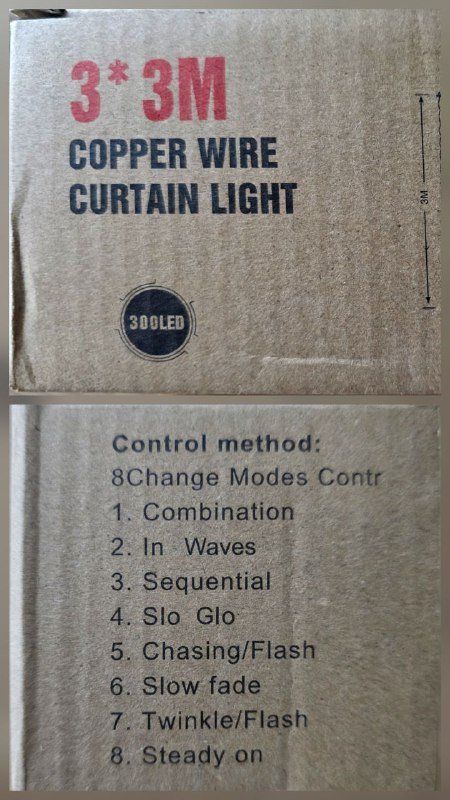 3* 3M
COPPER WIRE
CURTAIN LIGHT
3M
300LED
Control method:
8Change Modes Contr
1. Combination
2. In Waves
3. Sequential
4. Slo Glo
5. Chasing/Flash
6. Slow fade
7. Twinkle/Flash
8. Steady on